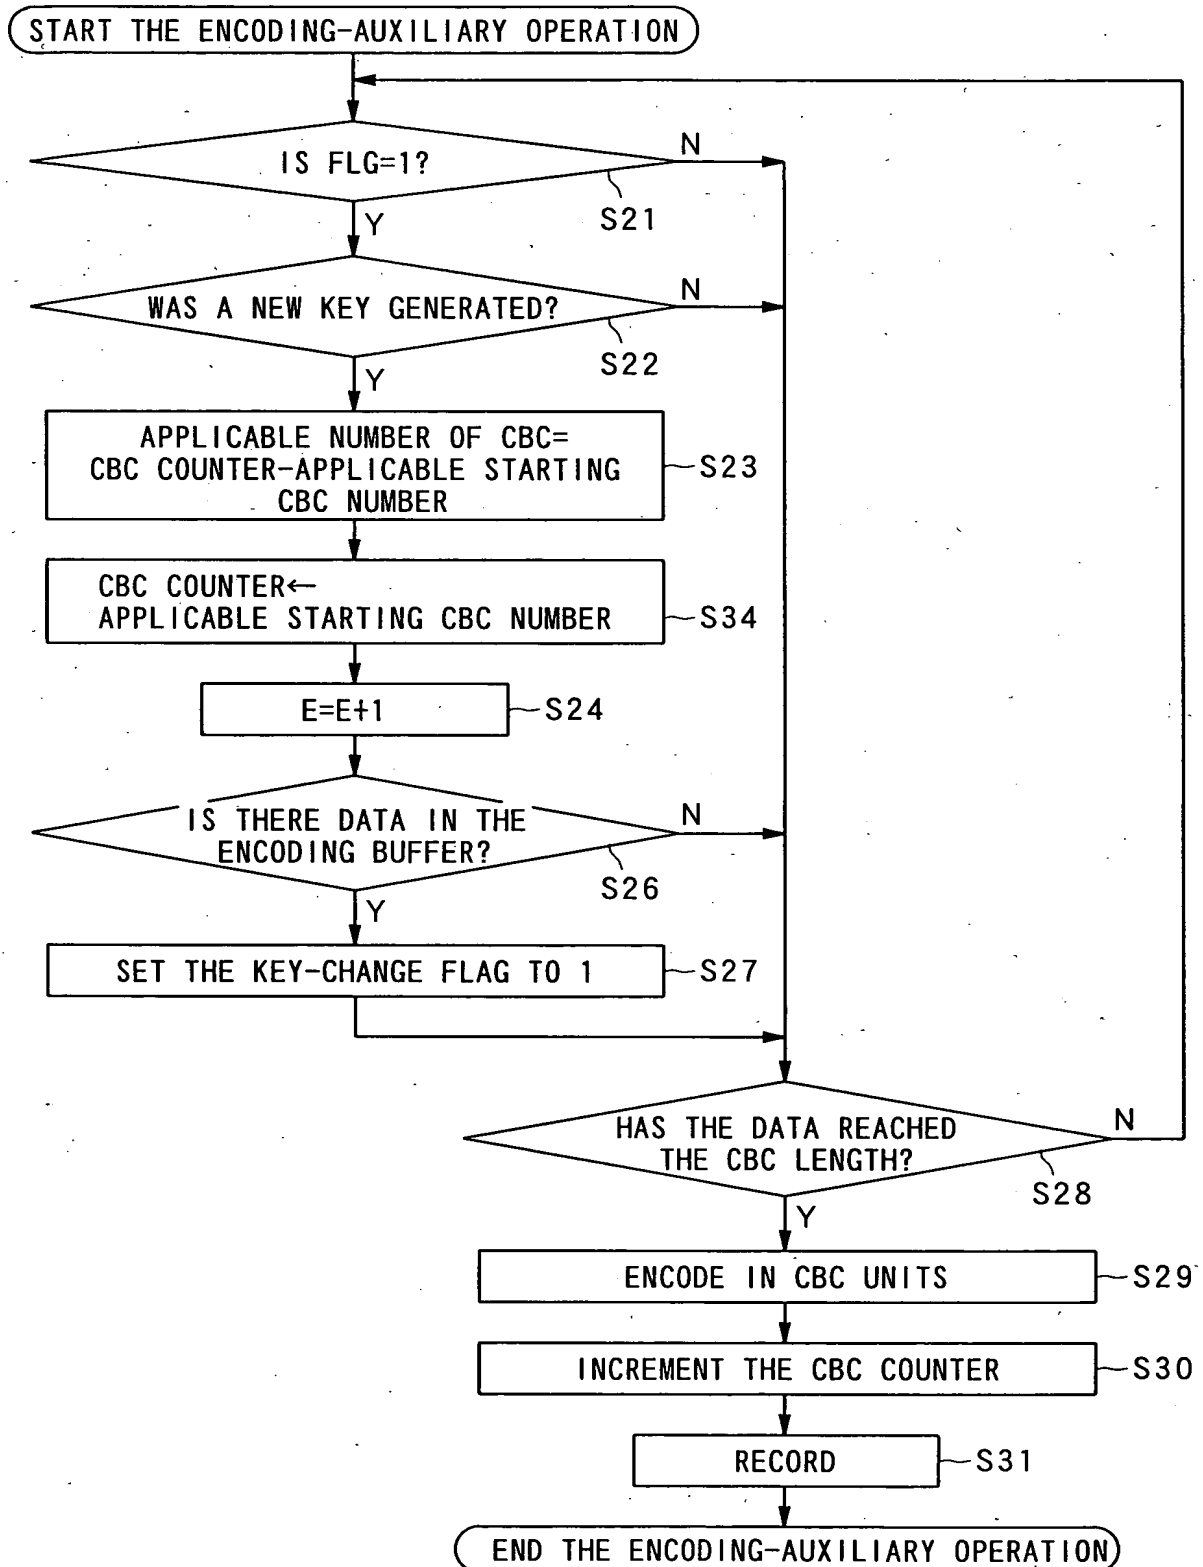 START THE ENCODING-AUXILIARY OPERATION
IS FLG=1?
N
S21
Y
WAS A NEW KEY GENERATED?
N
S22
Y
APPLICABLE NUMBER OF CBC=
CBC COUNTER-APPLICABLE STARTING
CBC NUMBER
S23
CBC COUNTER←
APPLICABLE STARTING CBC NUMBER
S34
E=E+1
S24
IS THERE DATA IN THE
ENCODING BUFFER?
N
S26
Y
SET THE KEY-CHANGE FLAG TO 1
S27
HAS THE DATA REACHED
THE CBC LENGTH?
N
S28
Y
ENCODE IN CBC UNITS
S29
INCREMENT THE CBC COUNTER
S30
RECORD
S31
END THE ENCODING-AUXILIARY OPERATION